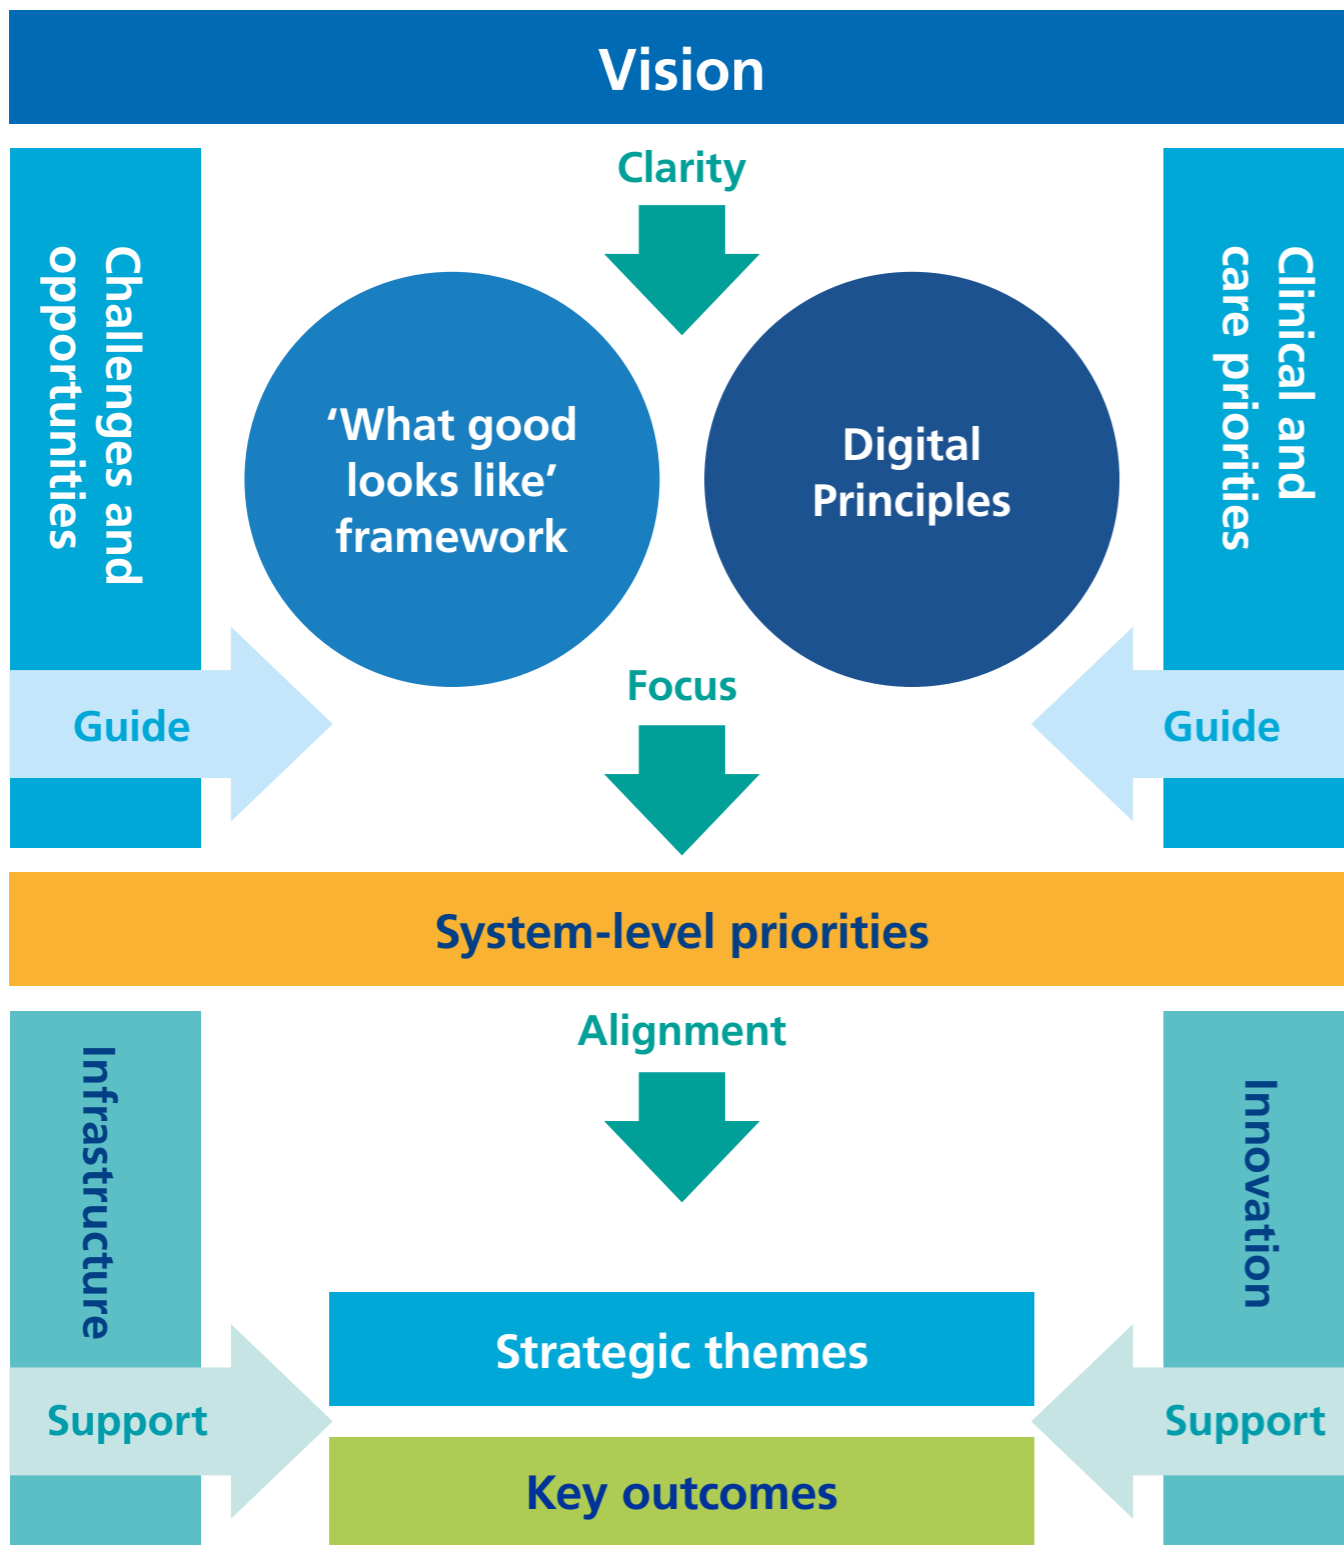 Vision
Clarity
Challenges and
opportunities
‘What good
looks like’
framework
Digital
Principles
Clinical and
care priorities
Guide
Focus
Guide
System-level priorities
Alignment
Infrastructure
Innovation
Strategic themes
Support
Support
Key outcomes